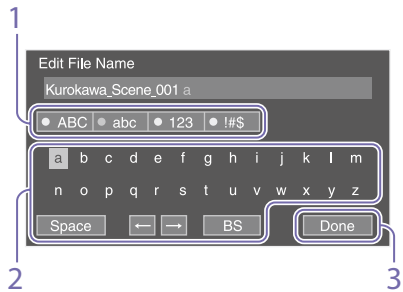 1
Edit File Name
Kurokawa_Scene_001 a
ABC abc 123 !#$
a b c d e f g h i j k l m
n o p q r s t u v w x y z
Space ← → BS Done
2 3